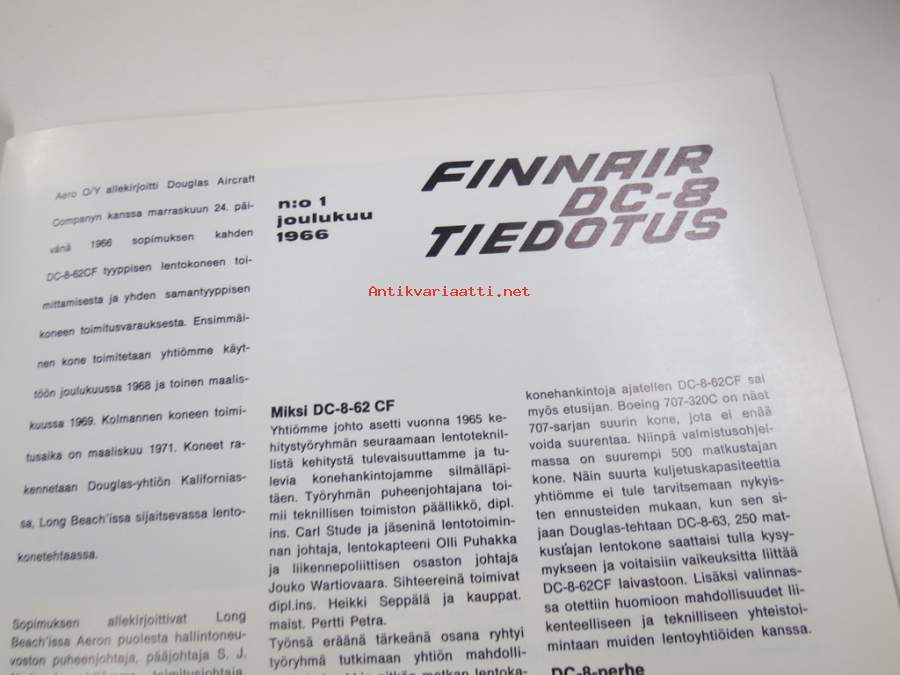 FINNAIR
DC-8
TIEDOTUS
n:o 1
joulukuu
1966
Antikvariaatti.net
Aero O/Y allekirjoitti Douglas Aircraft
Companyn kanssa marraskuun 24. päi-
vänä 1966 sopimuksen kahden
DC-8-62CF tyyppisen lentokoneen toi-
mittamisesta ja yhden samantyyppisen
koneen toimitusvarauksesta. Ensimmäi-
nen kone toimitetaan yhtiömme käyt-
töön joulukuussa 1968 ja toinen maalis-
kuussa 1969. Kolmannen koneen toimi-
tusaika on maaliskuu 1971. Koneet ra-
kennetaan Douglas-yhtiön Kalifornias-
sa, Long Beach'issa sijaitsevassa lento-
konetehtaassa.
Sopimuksen allekirjoittivat Long
Beach'issa Aeron puolesta hallintoneu-
voston puheenjohtaja, pääjohtaja S. J.
toimitusjohtaja,
Miksi DC-8-62 CF
Yhtiömme johto asetti vuonna 1965 ke-
hitystyöryhmän seuraamaan lentoteknil-
listä kehitystä tulevaisuuttamme ja tu-
levia konehankintojamme silmälläpi-
täen. Työryhmän puheenjohtajana toi-
mii teknillisen toimiston päällikkö, dipl.
ins. Carl Stude ja jäseninä lentotoimin-
nan johtaja, lentokapteeni Olli Puhakka
ja liikennepoliittisen osaston johtaja
Jouko Wartiovaara. Sihteereinä toimivat
dipl.ins. Heikki Seppälä ja kauppat.
maist. Pertti Petra.
Työnsä eräänä tärkeänä osana ryhtyi
työryhmä tutkimaan yhtiön mahdolli-
pitkän matkan lentoka-
konehankintoja ajatellen DC-8-62CF sai
myös etusijan. Boeing 707-320C on näet
707-sarjan suurin kone, jota ei enää
voida suurentaa. Niinpä valmistusohjel-
massa on suurempi 500 matkustajan
kone. Näin suurta kuljetuskapasiteettia
yhtiömme ei tule tarvitsemaan nykyis-
ten ennusteiden mukaan, kun sen si-
jaan Douglas-tehtaan DC-8-63, 250 mat-
kustajan lentokone saattaisi tulla kysy-
mykseen ja voitaisiin vaikeuksitta liittää
DC-8-62CF laivastoon. Lisäksi valinnas-
sa otettiin huomioon mahdollisuudet lii-
kenteelliseen ja teknilliseen yhteistoi-
mintaan muiden lentoyhtiöiden kanssa.
DC-8-perhe